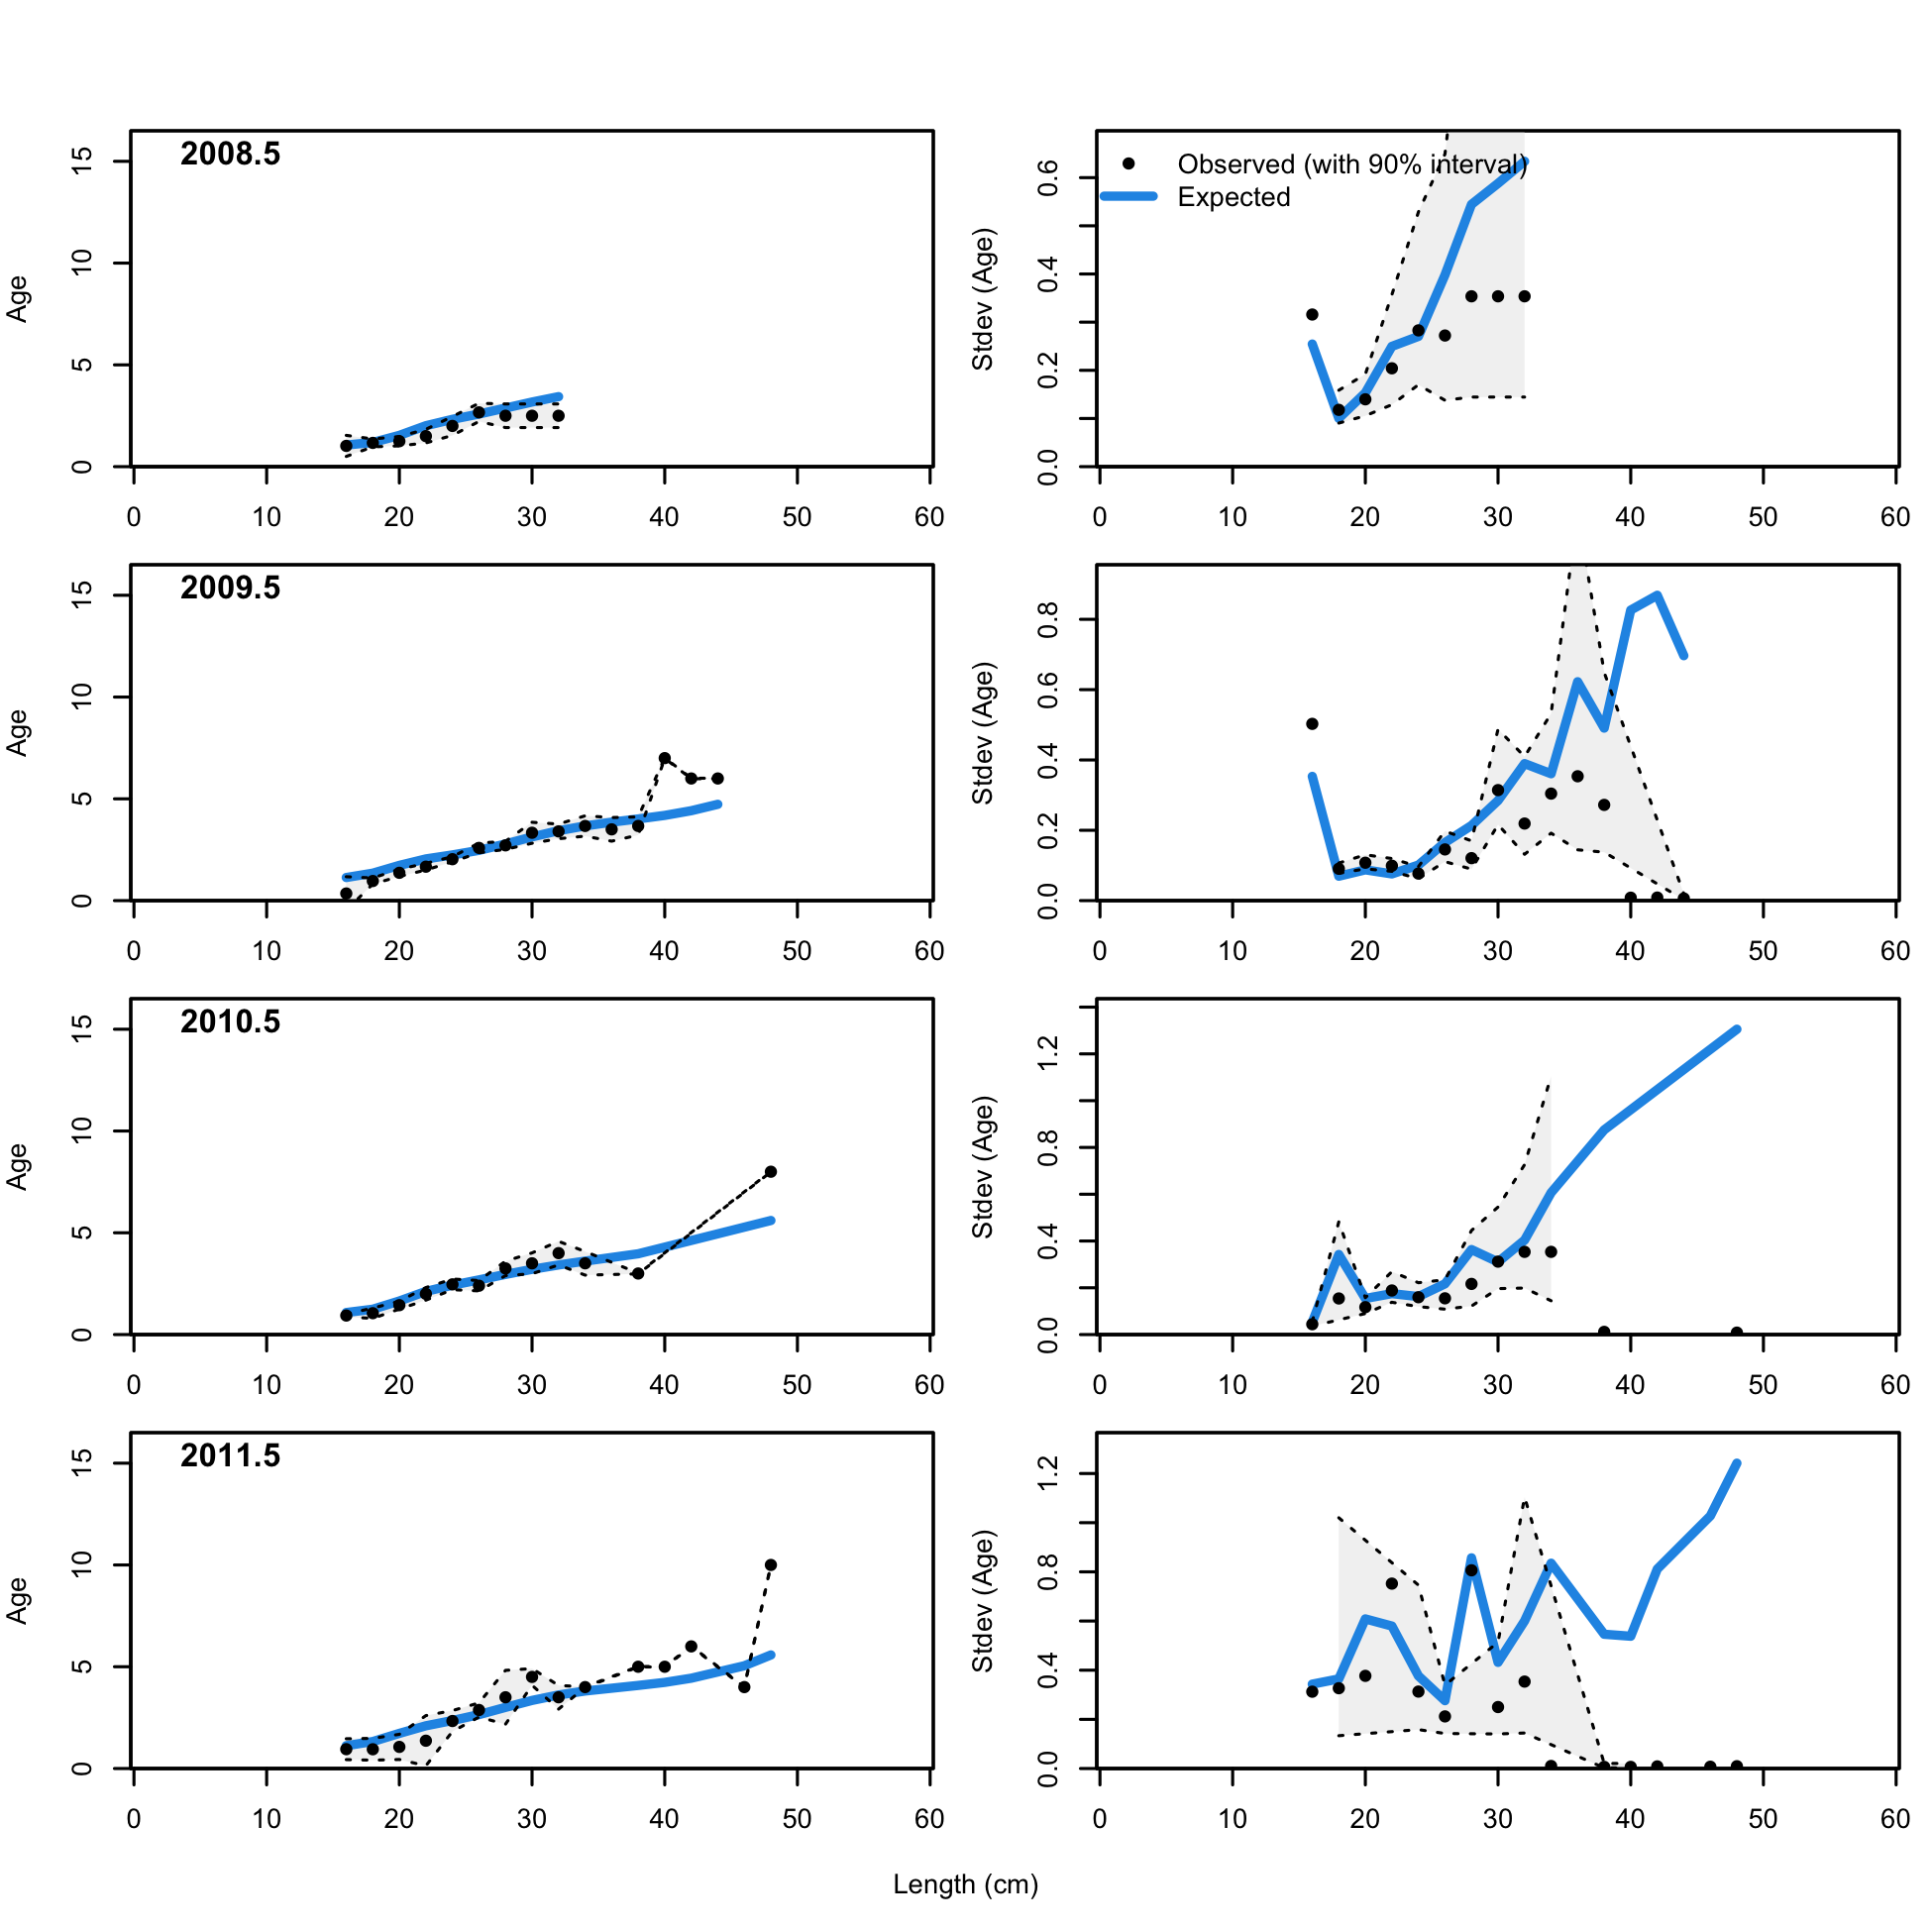 2008.5
Age
0 5 10 15
0 10 20 30 40 50 60
Observed (with 90% interval)
Expected
Stdev (Age)
0.0 0.2 0.4 0.6
0 10 20 30 40 50 60
2009.5
Age
0 5 10 15
0 10 20 30 40 50 60
Stdev (Age)
0.0 0.2 0.4 0.6 0.8
0 10 20 30 40 50 60
2010.5
Age
0 5 10 15
0 10 20 30 40 50 60
Stdev (Age)
0.0 0.4 0.8 1.2
0 10 20 30 40 50 60
2011.5
Age
0 5 10 15
0 10 20 30 40 50 60
Stdev (Age)
0.0 0.4 0.8 1.2
0 10 20 30 40 50 60
Length (cm)